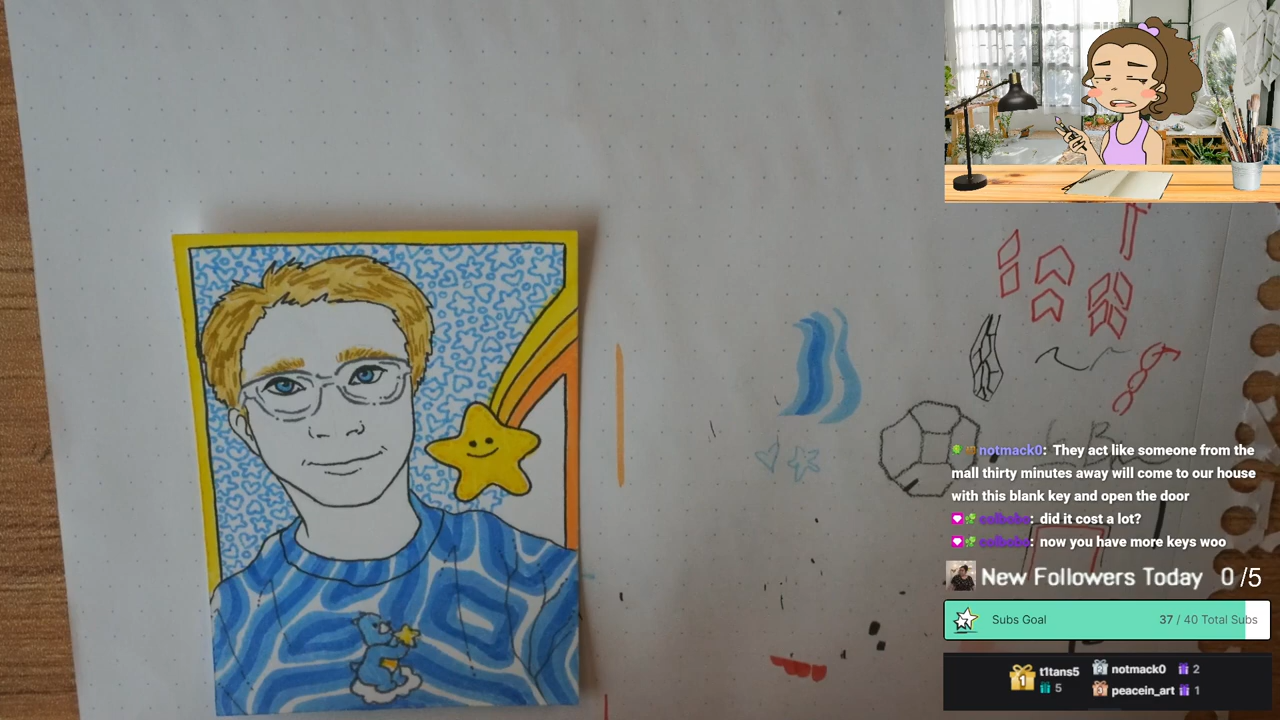 notmack0: They act like someone from the
mall thirty minutes away will come to our house
with this blank key and open the door
: did it cost a lot?
: now you have more keys woo
New Followers Today 0 /5
Subs Goal 37 / 40 Total Subs
1 t1tans5 5
notmack0 2
peacein_art 1